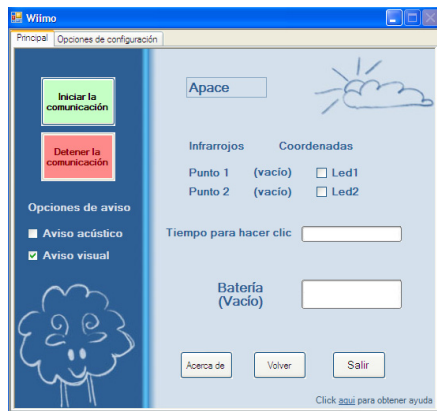 Wiimo
Principal Opciones de configuración
Iniciar la
comunicación
Detener la
comunicación
Opciones de aviso
Aviso acústico
Aviso visual
Apace
Infrarrojos Coordenadas
Punto 1 (vacío) Led1
Punto 2 (vacío) Led2
Tiempo para hacer clic
Batería
(Vacío)
Acerca de Volver Salir
Click aqui para obtener ayuda